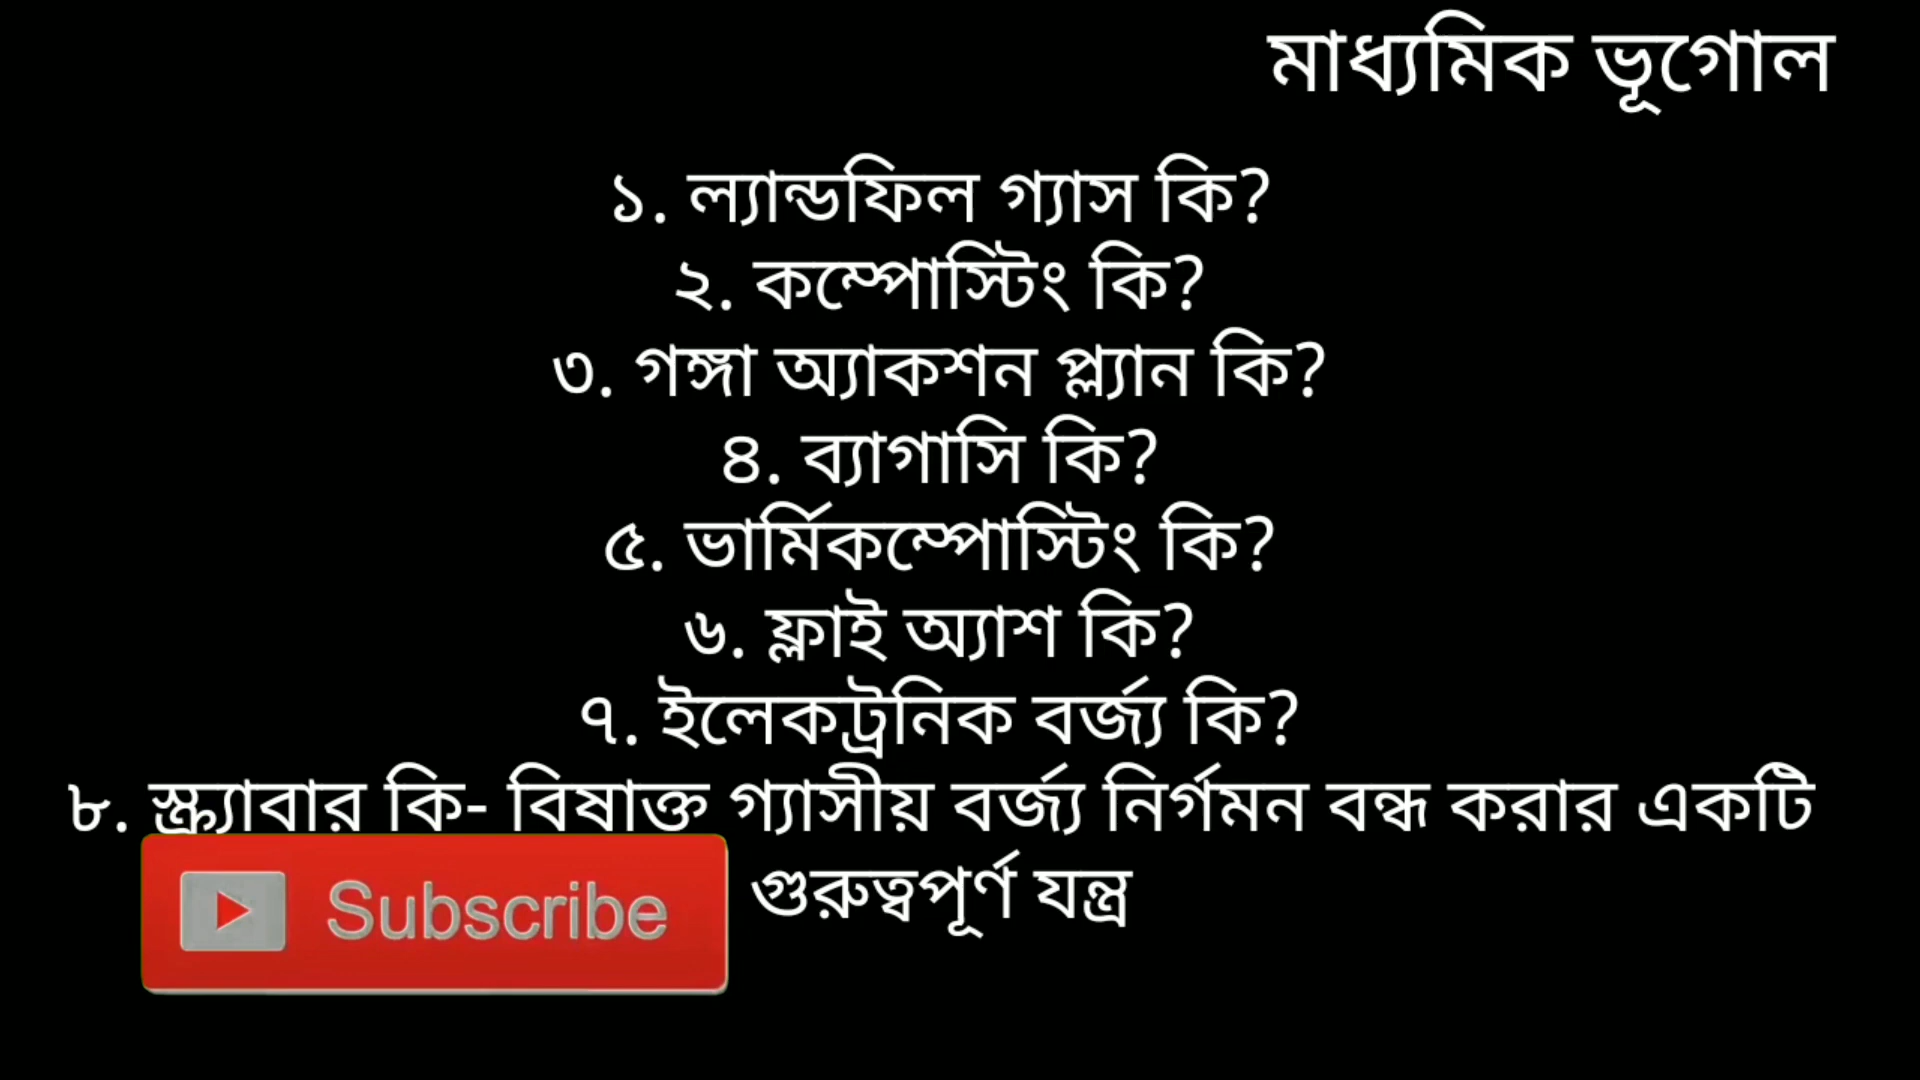 মাধ্যমিক ভূগোল
১. ল্যান্ডফিল গ্যাস কি?
২. কম্পোস্টিং কি?
৩. গঙ্গা অ্যাকশন প্ল্যান কি?
৪. ব্যাগাসি কি?
৫. ভার্মিকম্পোস্টিং কি?
৬. ফ্লাই অ্যাশ কি?
৭. ইলেকট্রনিক বর্জ্য কি?
৮. স্ক্র্যাবার কি- বিষাক্ত গ্যাসীয় বর্জ্য নির্গমন বন্ধ করার একটি
গুরুত্বপূর্ণ যন্ত্র
Subscribe